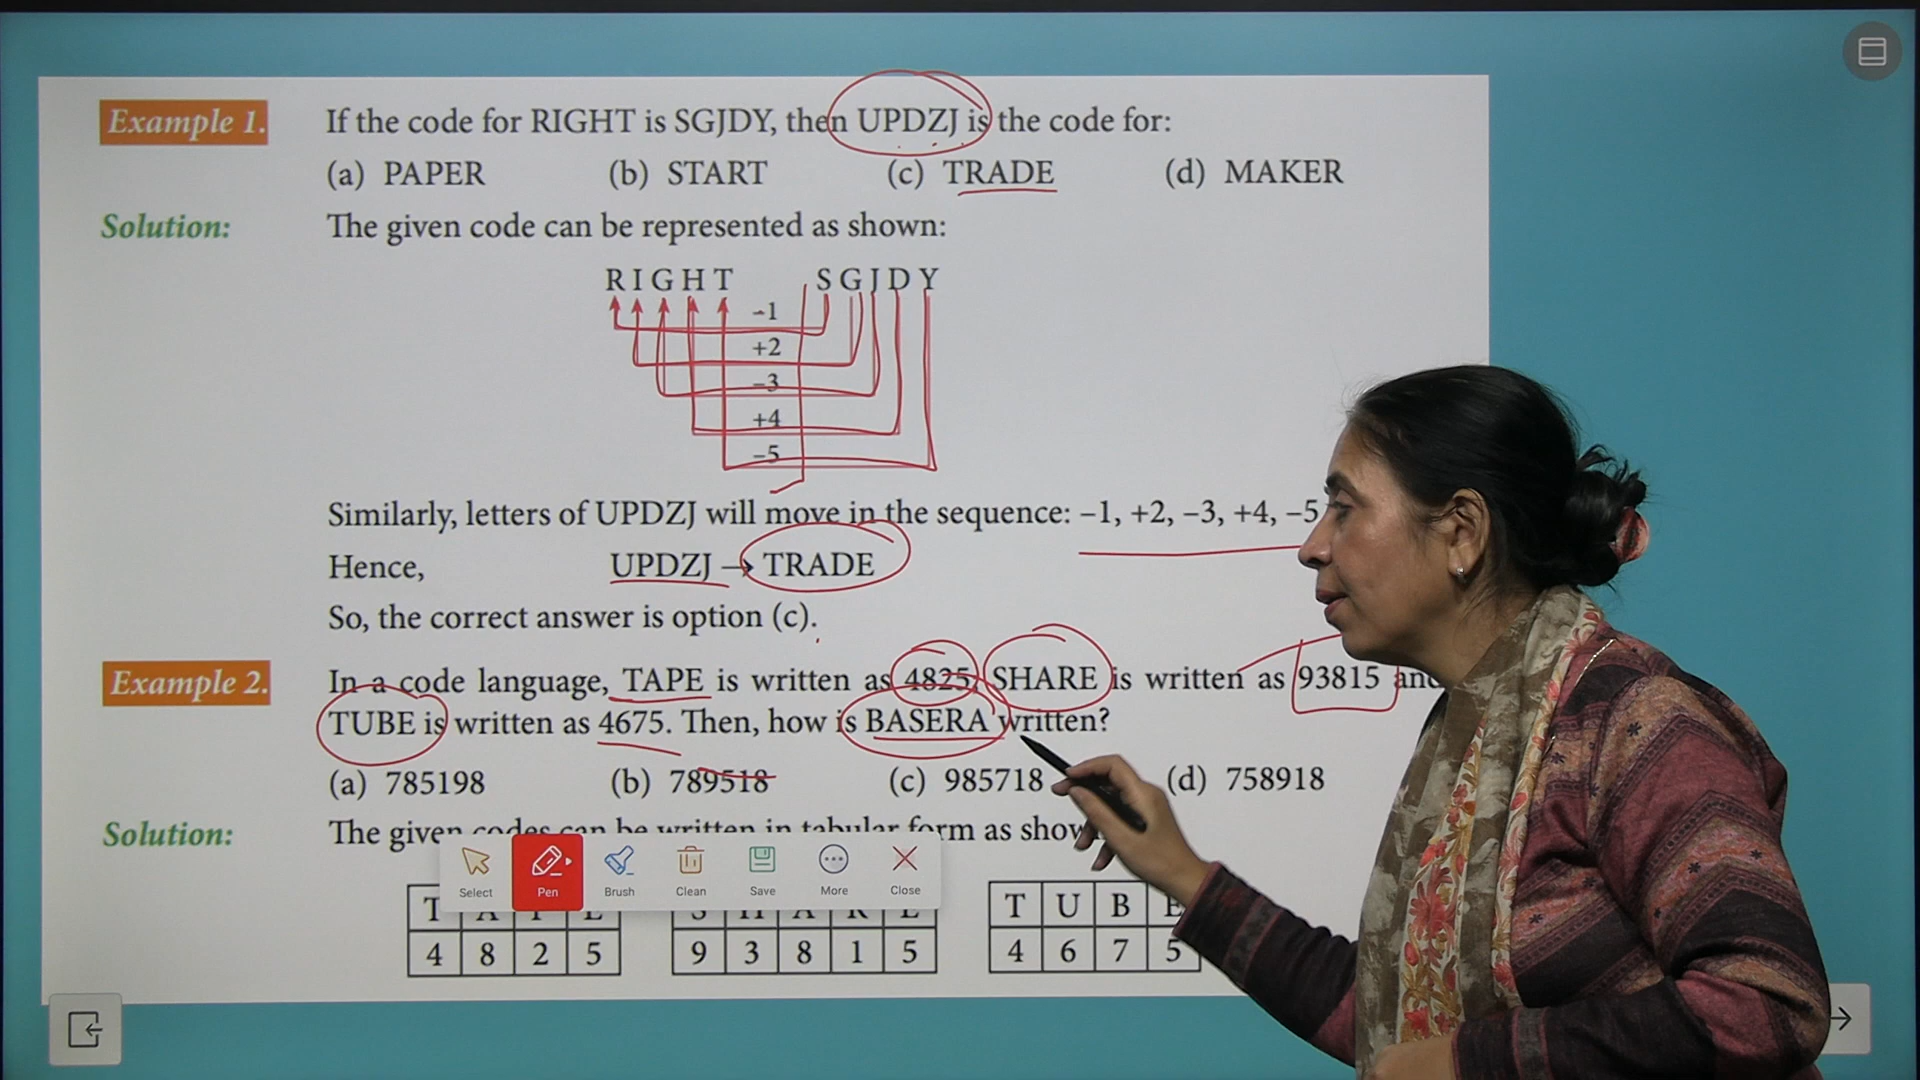 Example 1. If the code for RIGHT is SGJDY, then UPDZJ is the code for:
(a) PAPER (b) START (c) TRADE (d) MAKER
Solution: The given code can be represented as shown:
R I G H T S G J D Y
–1
+2
–3
+4
–5
Similarly, letters of UPDZJ will move in the sequence: –1, +2, –3, +4, –5
Hence, UPDZJ → TRADE
So, the correct answer is option (c).
Example 2. In a code language, TAPE is written as 4825, SHARE is written as 93815 and
TUBE is written as 4675. Then, how is BASERA written?
(a) 785198 (b) 789518 (c) 985718 (d) 758918
Solution: The given codes can be written in tabular form as
Select Pen Brush Clean Save More Close
T A P E S H A R E T U B E
4 8 2 5 9 3 8 1 5 4 6 7 5